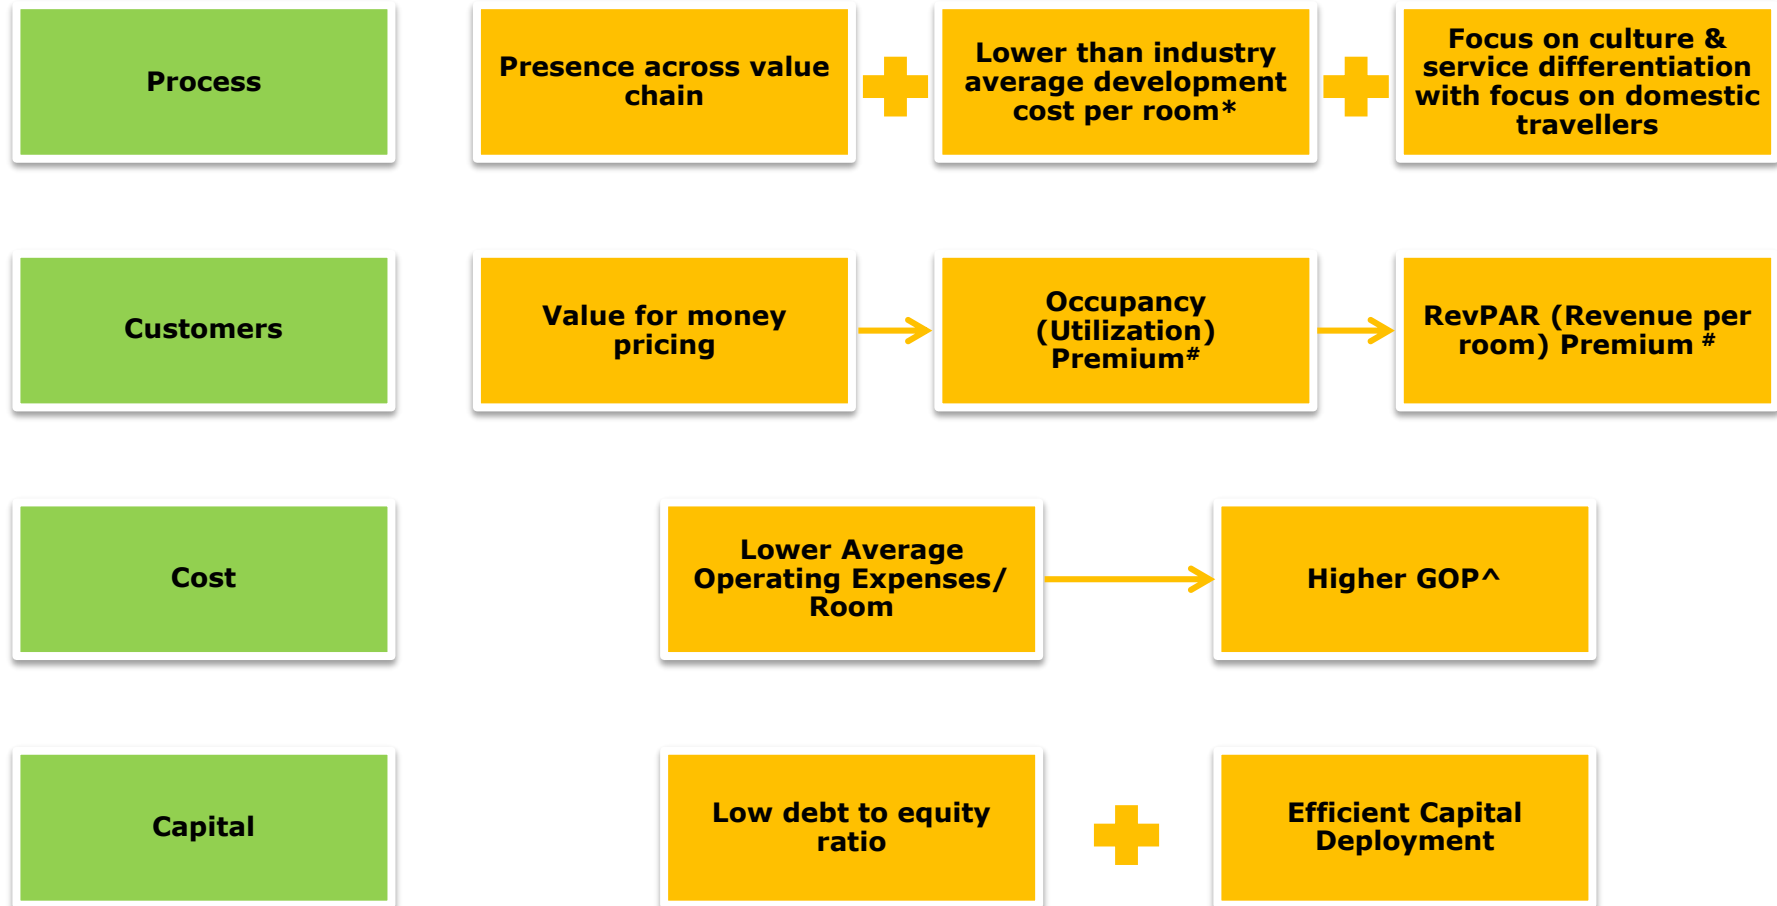 Process
Presence across value
chain
Lower than industry
average development
cost per room*
Focus on culture &
service differentiation
with focus on domestic
travellers
Customers
Value for money
pricing
Occupancy
(Utilization)
Premium#
RevPAR (Revenue per
room) Premium #
Cost
Lower Average
Operating Expenses/
Room
Higher GOP^
Capital
Low debt to equity
ratio
Efficient Capital
Deployment